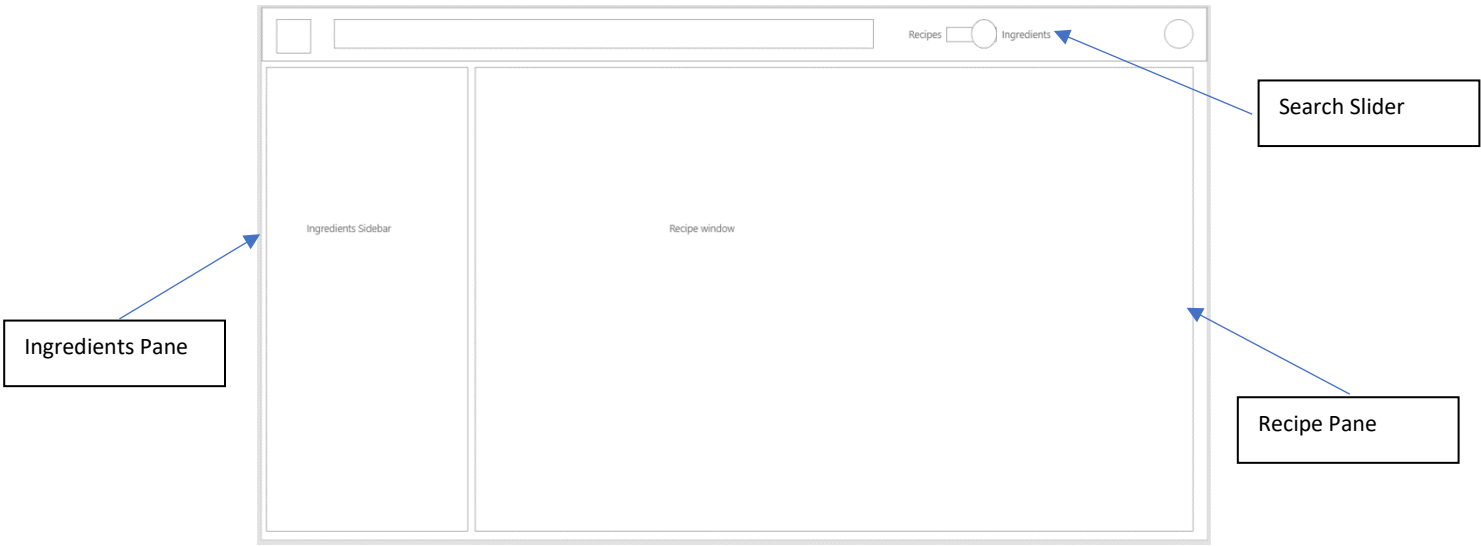 Recipes
Ingredients
Search Slider
Ingredients Sidebar
Recipe window
Ingredients Pane
Recipe Pane